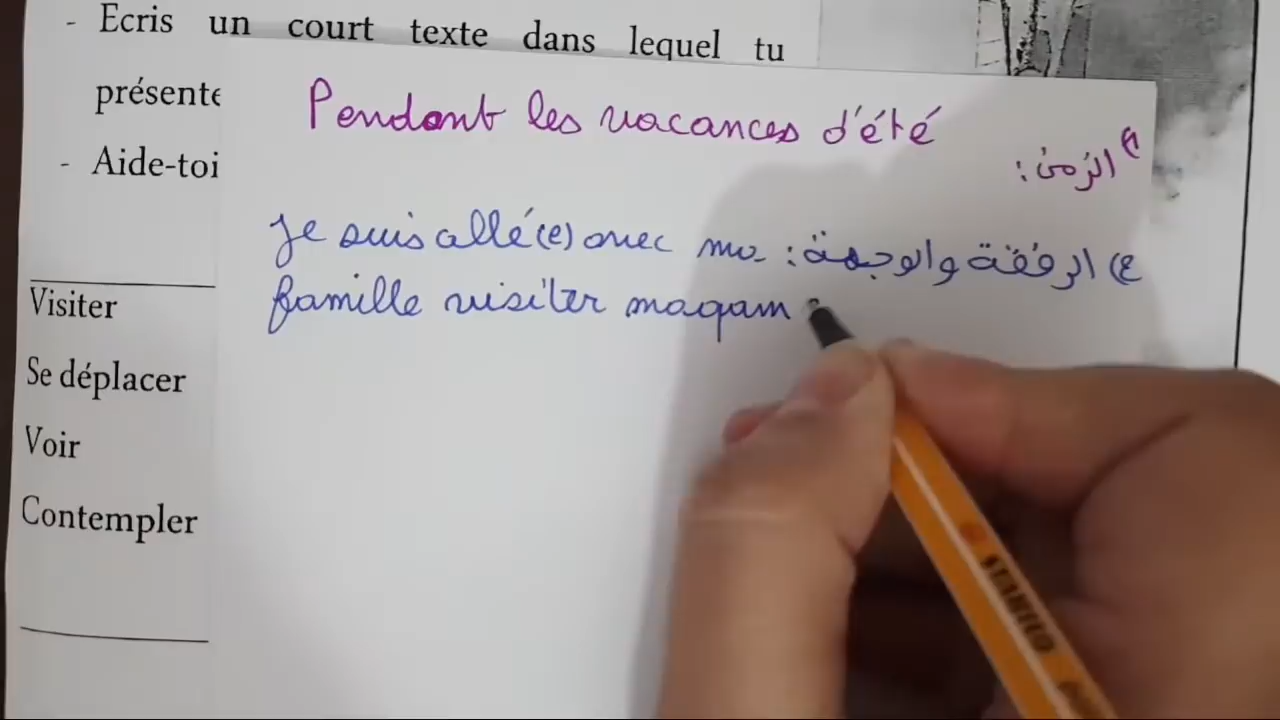 - Ecris un court texte dans lequel tu
présente
- Aide-toi
Visiter
Se déplacer
Voir
Contempler
Pendant les vacances d'été
الزمن:
Je suis allé(e) avec ma
الرفقة والوجهة:
famille visiter maqam
STABILO